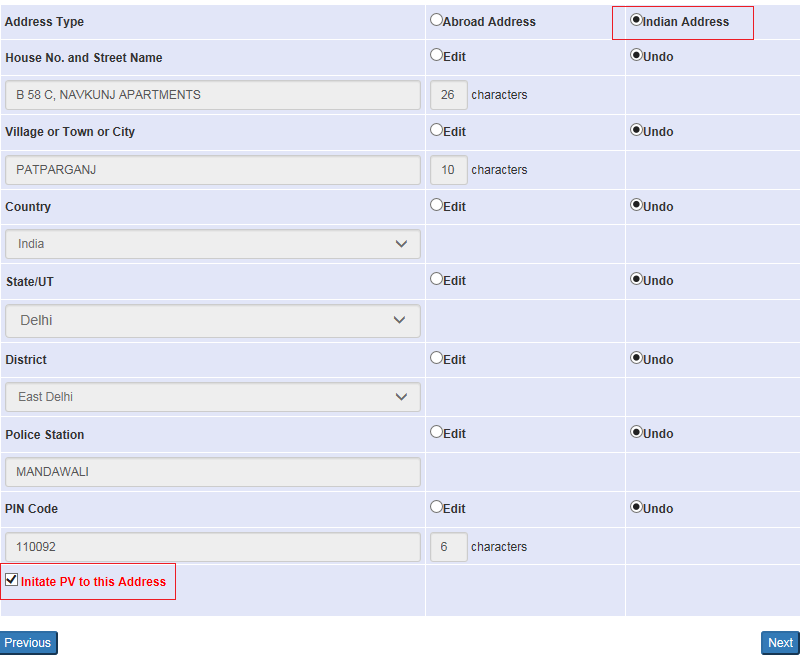 Address Type Abroad Address Indian Address
House No. and Street Name Edit Undo
B 58 C, NAVKUNJ APARTMENTS 26 characters
Village or Town or City Edit Undo
PATPARGANJ 10 characters
Country Edit Undo
India
State/UT Edit Undo
Delhi
District Edit Undo
East Delhi
Police Station Edit Undo
MANDAWALI
PIN Code Edit Undo
110092 6 characters
Initate PV to this Address
Previous Next